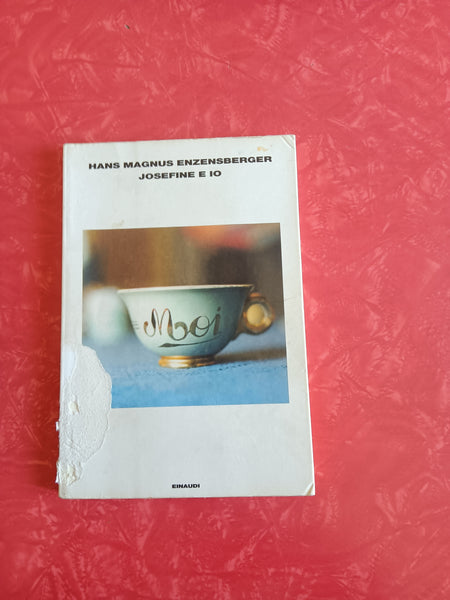 HANS MAGNUS ENZENSBERGER
JOSEFINE E IO
Moi
EINAUDI